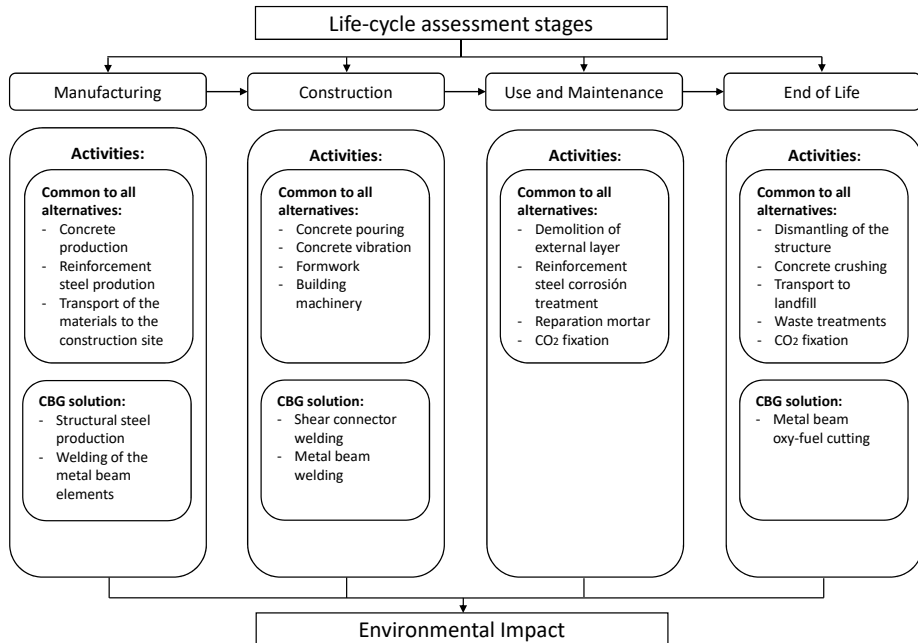 Life-cycle assessment stages
Manufacturing
Construction
Use and Maintenance
End of Life
Activities:
Common to all
alternatives:
- Concrete
production
- Reinforcement
steel prodution
- Transport of the
materials to the
construction site
CBG solution:
- Structural steel
production
- Welding of the
metal beam
elements
Activities:
Common to all
alternatives:
- Concrete pouring
- Concrete vibration
- Formwork
- Building
machinery
CBG solution:
- Shear connector
welding
- Metal beam
welding
Activities:
Common to all
alternatives:
- Demolition of
external layer
- Reinforcement
steel corrosión
treatment
- Reparation mortar
- CO2 fixation
Activities:
Common to all
alternatives:
- Dismantling of the
structure
- Concrete crushing
- Transport to
landfill
- Waste treatments
- CO2 fixation
CBG solution:
- Metal beam
oxy-fuel cutting
Environmental Impact